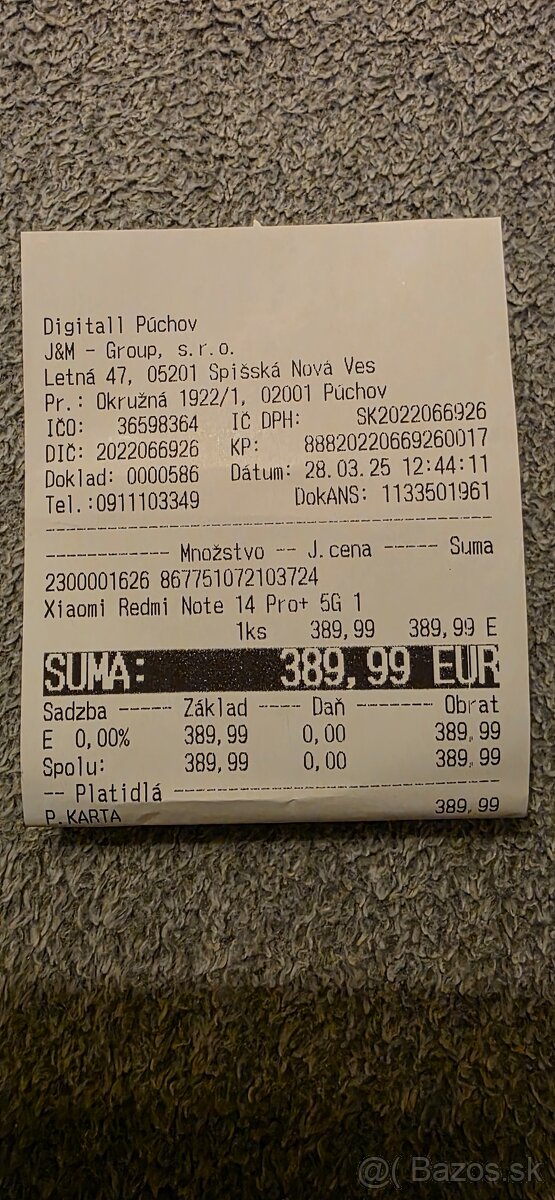 Digitall Púchov
J&M - Group, s.r.o.
Letná 47, 05201 Spišská Nová Ves
Pr.: Okružná 1922/1, 02001 Púchov
IČO: 36598364 IČ DPH: SK2022066926
DIČ: 2022066926 KP: 88820220669260017
Doklad: 0000586 Dátum: 28.03.25 12:44:11
Tel.:0911103349 DokANS: 1133501961
------------ Množstvo -- J.cena ----- Suma
2300001626 867751072103724
Xiaomi Redmi Note 14 Pro+ 5G 1
1ks 389,99 389,99 E
SUMA: 389,99 EUR
Sadzba ----- Základ ---- Daň ----- Obrat
E 0,00% 389,99 0,00 389,99
Spolu: 389,99 0,00 389,99
-- Platidlá --------------------------
P.KARTA 389,99
@( Bazos.sk